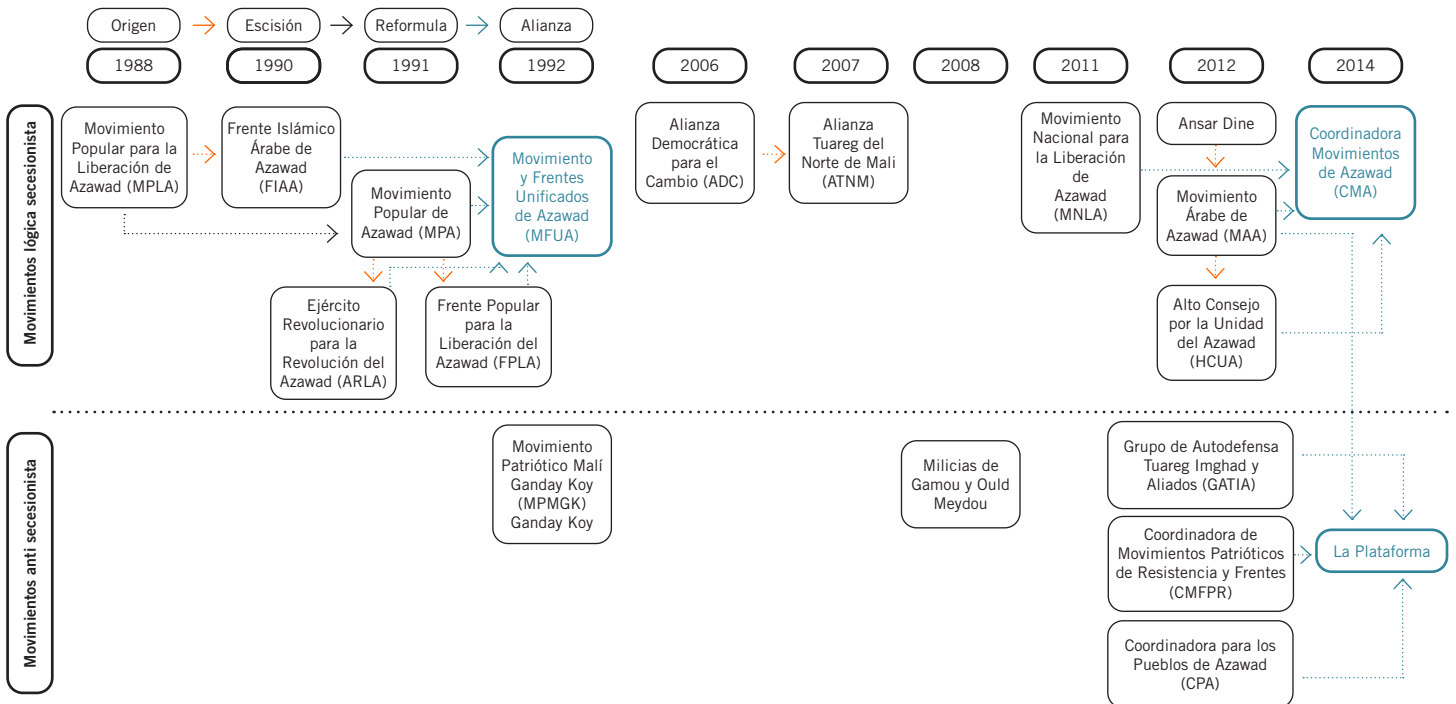 Origen
Escisión
Reformula
Alianza
1988
1990
1991
1992
2006
2007
2008
2011
2012
2014
Movimientos lógica secesionista
Movimiento
Popular para la
Liberación de
Azawad (MPLA)
Frente Islámico
Árabe de
Azawad
(FIAA)
Movimiento
Popular de
Azawad (MPA)
Movimiento
y Frentes
Unificados
de Azawad
(MFUA)
Ejército
Revolucionario
para la
Revolución del
Azawad (ARLA)
Frente Popular
para la
Liberación del
Azawad (FPLA)
Alianza
Democrática
para el
Cambio (ADC)
Alianza
Tuareg del
Norte de Mali
(ATNM)
Movimiento
Nacional para
la Liberación
de
Azawad
(MNLA)
Ansar Dine
Movimiento
Árabe de
Azawad (MAA)
Alto Consejo
por la Unidad
del Azawad
(HCUA)
Coordinadora
Movimientos
de Azawad
(CMA)
Movimientos anti secesionista
Movimiento
Patriótico Malí
Ganday Koy
(MPMGK)
Ganday Koy
Milicias de
Gamou y Ould
Meydou
Grupo de Autodefensa
Tuareg Imghad y
Aliados (GATIA)
Coordinadora de
Movimientos Patrióticos
de Resistencia y Frentes
(CMFPR)
Coordinadora para los
Pueblos de Azawad
(CPA)
La Plataforma